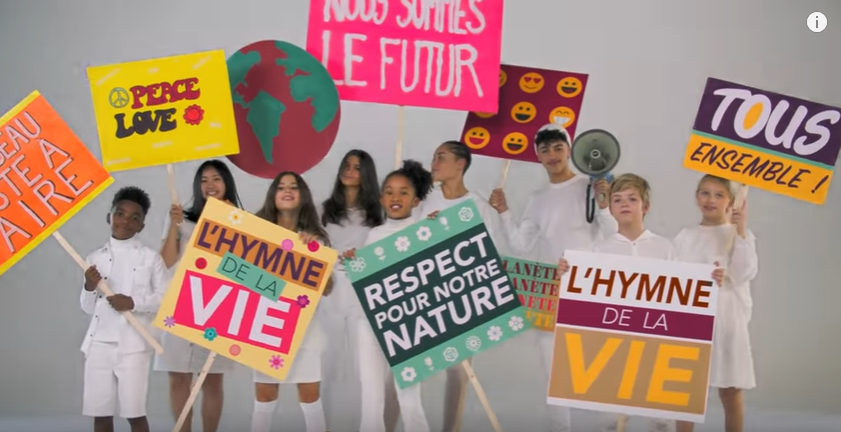 NOUS SOMMES
LE FUTUR
PEACE
LOVE
TOUS
ENSEMBLE !
L'HYMNE
DE LA
VIE
RESPECT
POUR NOTRE
NATURE
L'HYMNE
DE LA
VIE